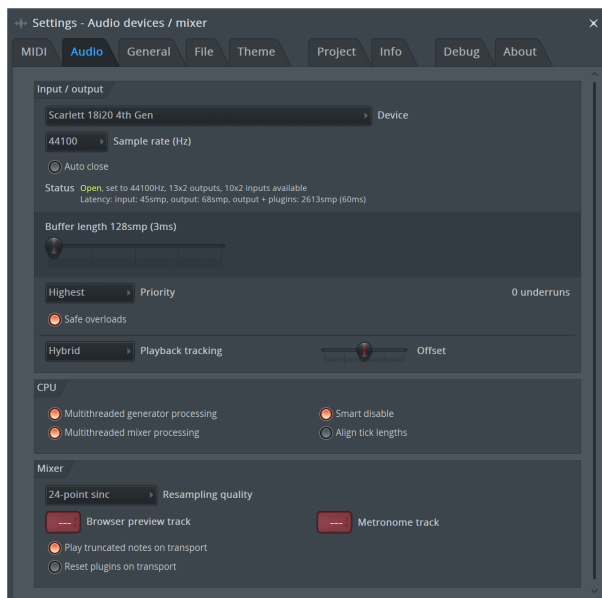 Settings - Audio devices / mixer
MIDI Audio General File Theme Project Info Debug About
Input / output
Scarlett 18i20 4th Gen Device
44100 Sample rate (Hz)
Auto close
Status Open, set to 44100Hz, 13x2 outputs, 10x2 inputs available
Latency: input: 45smp, output: 68smp, output + plugins: 2613smp (60ms)
Buffer length 128smp (3ms)
Highest Priority 0 underruns
Safe overloads
Hybrid Playback tracking Offset
CPU
Multithreaded generator processing Smart disable
Multithreaded mixer processing Align tick lengths
Mixer
24-point sinc Resampling quality
--- Browser preview track --- Metronome track
Play truncated notes on transport
Reset plugins on transport